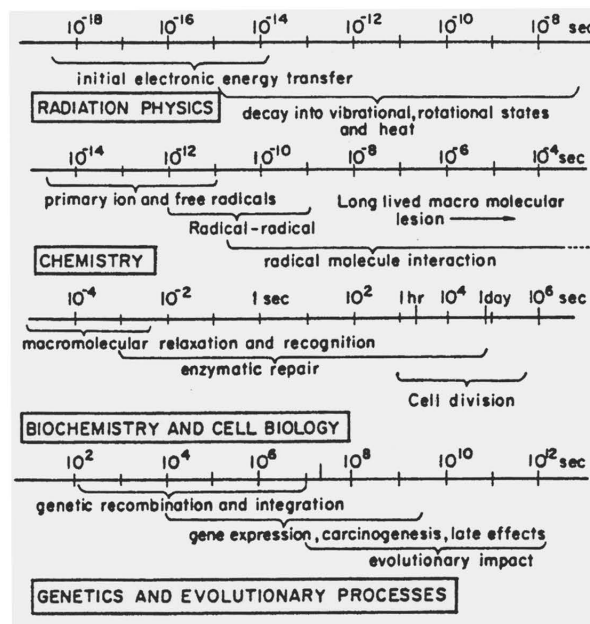 10⁻¹⁸ 10⁻¹⁶ 10⁻¹⁴ 10⁻¹² 10⁻¹⁰ 10⁻⁸ sec
initial electronic energy transfer
RADIATION PHYSICS
decay into vibrational, rotational states
and heat
10⁻¹⁴ 10⁻¹² 10⁻¹⁰ 10⁻⁸ 10⁻⁶ 10⁻⁴ sec
primary ion and free radicals
Long lived macro molecular
lesion
Radical-radical
CHEMISTRY
radical molecule interaction
10⁻⁴ 10⁻² 1 sec 10² 1 hr 10⁴ 1day 10⁶ sec
macromolecular relaxation and recognition
enzymatic repair
Cell division
BIOCHEMISTRY AND CELL BIOLOGY
10² 10⁴ 10⁶ 10⁸ 10¹⁰ 10¹² sec
genetic recombination and integration
gene expression, carcinogenesis, late effects
evolutionary impact
GENETICS AND EVOLUTIONARY PROCESSES